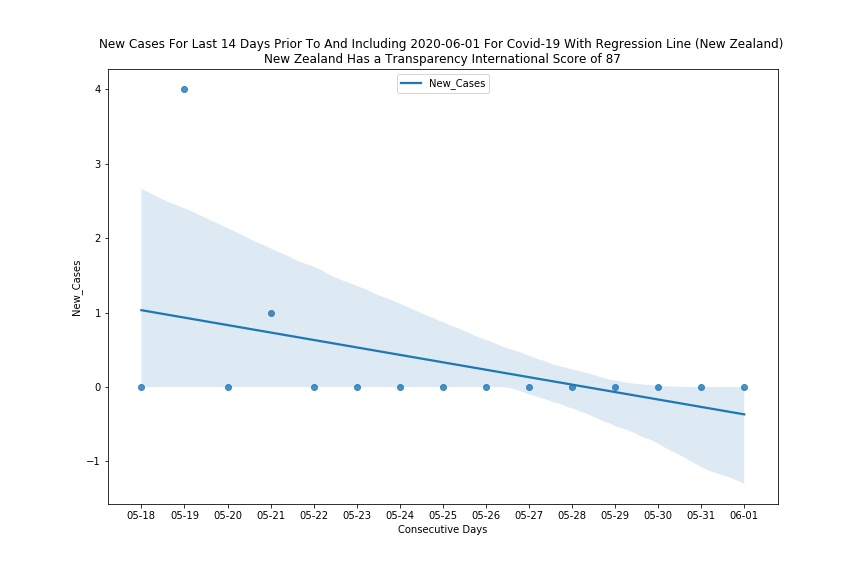 New Cases For Last 14 Days Prior To And Including 2020-06-01 For Covid-19 With Regression Line (New Zealand)
New Zealand Has a Transparency International Score of 87
New_Cases
4
3
2
1
0
−1
New_Cases
05-18 05-19 05-20 05-21 05-22 05-23 05-24 05-25 05-26 05-27 05-28 05-29 05-30 05-31 06-01
Consecutive Days